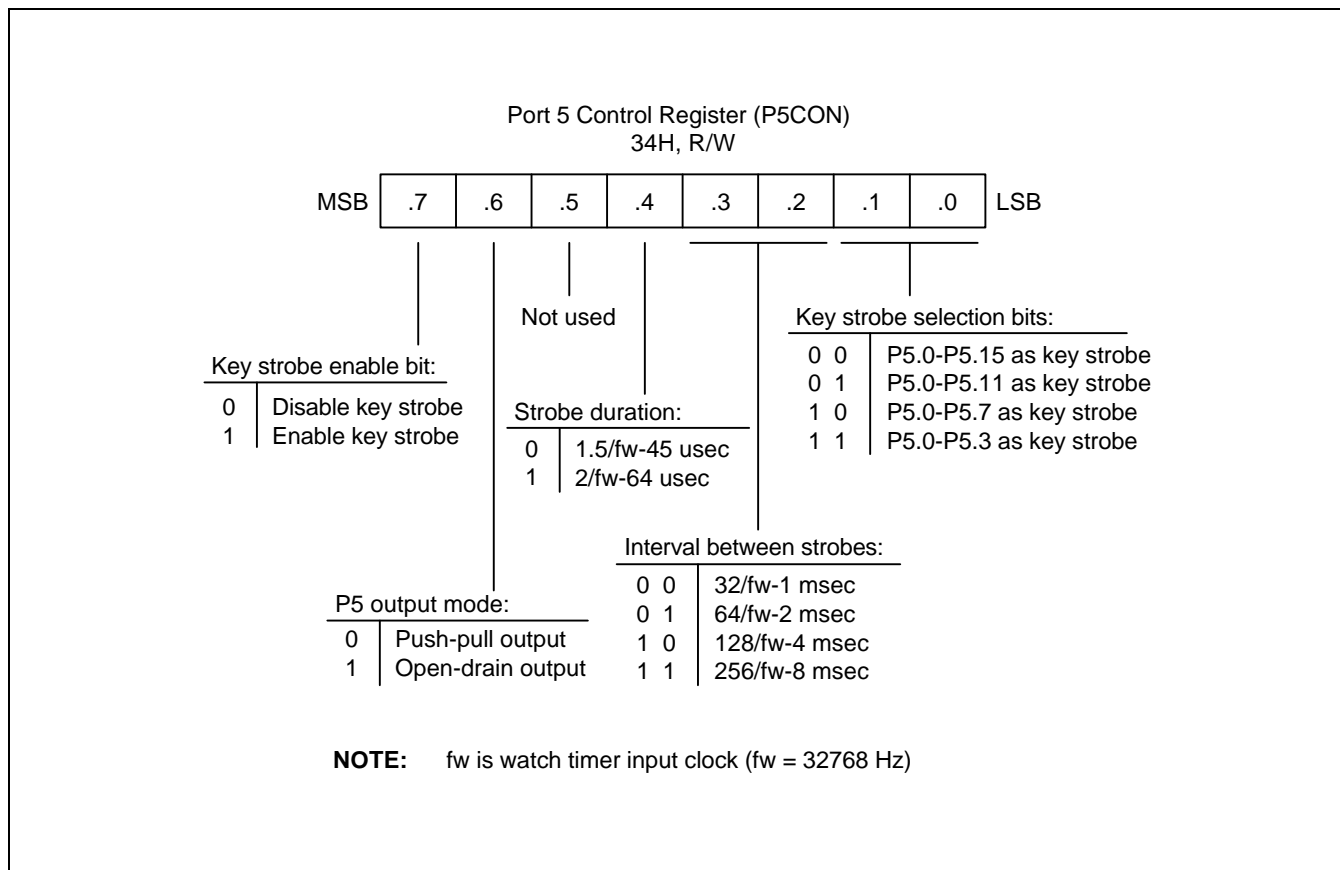 Port 5 Control Register (P5CON)
34H, R/W
MSB .7 .6 .5 .4 .3 .2 .1 .0 LSB
Not used
Key strobe selection bits:
0 0 P5.0-P5.15 as key strobe
0 1 P5.0-P5.11 as key strobe
1 0 P5.0-P5.7 as key strobe
1 1 P5.0-P5.3 as key strobe
Key strobe enable bit:
0 Disable key strobe
1 Enable key strobe
Strobe duration:
0 1.5/fw-45 usec
1 2/fw-64 usec
Interval between strobes:
0 0 32/fw-1 msec
0 1 64/fw-2 msec
1 0 128/fw-4 msec
1 1 256/fw-8 msec
P5 output mode:
0 Push-pull output
1 Open-drain output
NOTE: fw is watch timer input clock (fw = 32768 Hz)